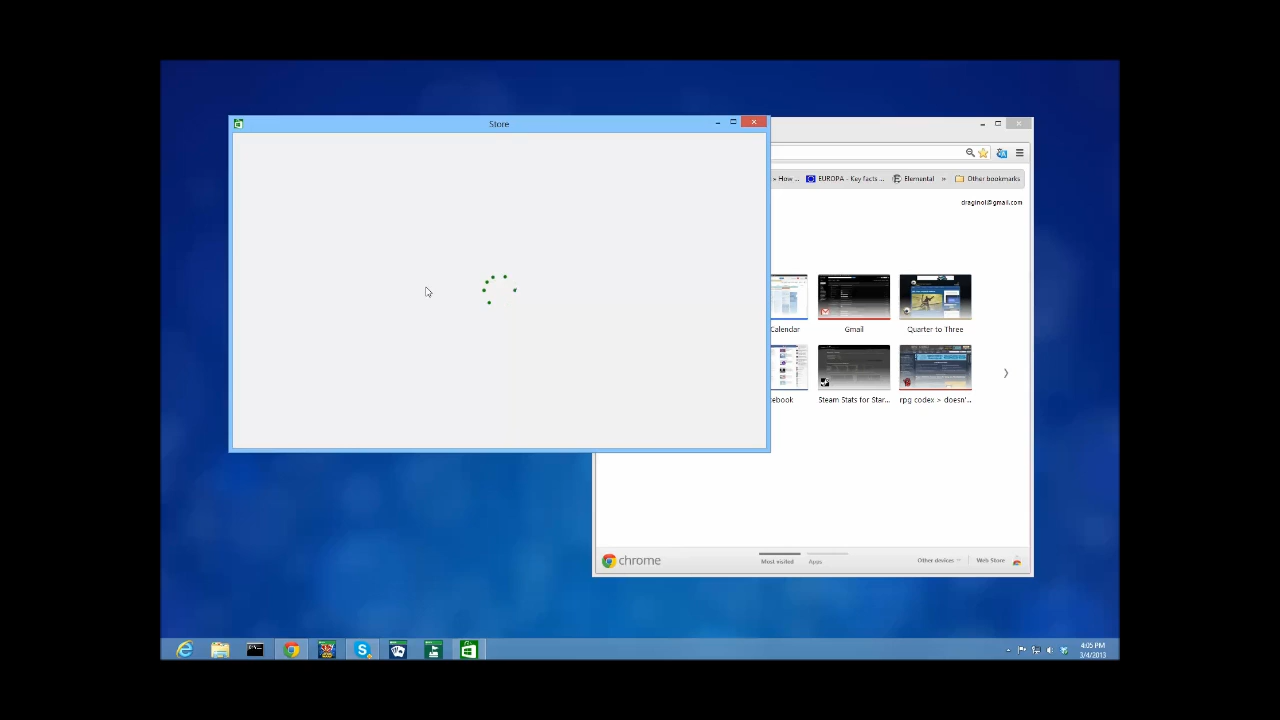 Store
» How ...
EUROPA - Key facts ...
Elemental
»
Other bookmarks
draginol@gmail.com
Calendar
Gmail
Quarter to Three
ebook
Steam Stats for Star...
rpg codex > doesn'...
chrome
Most visited
Apps
Other devices
Web Store
4:05 PM
3/4/2013